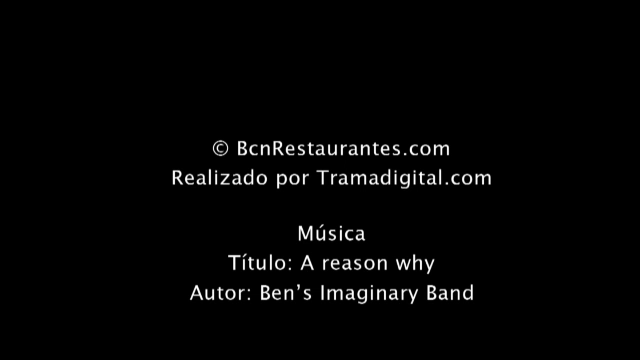 © BcnRestaurantes.com
Realizado por Tramadigital.com
Música
Título: A reason why
Autor: Ben’s Imaginary Band